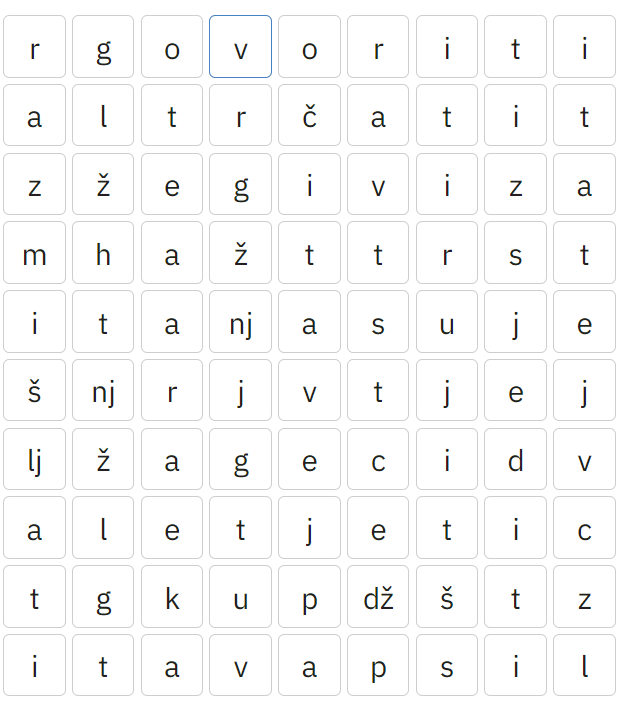 r g o v o r i t i
a l t r č a t i t
z ž e g i v i z a
m h a ž t t r s t
i t a nj a s u j e
š nj r j v t j e j
lj ž a g e c i d v
a l e t j e t i c
t g k u p dž š t z
i t a v a p s i l